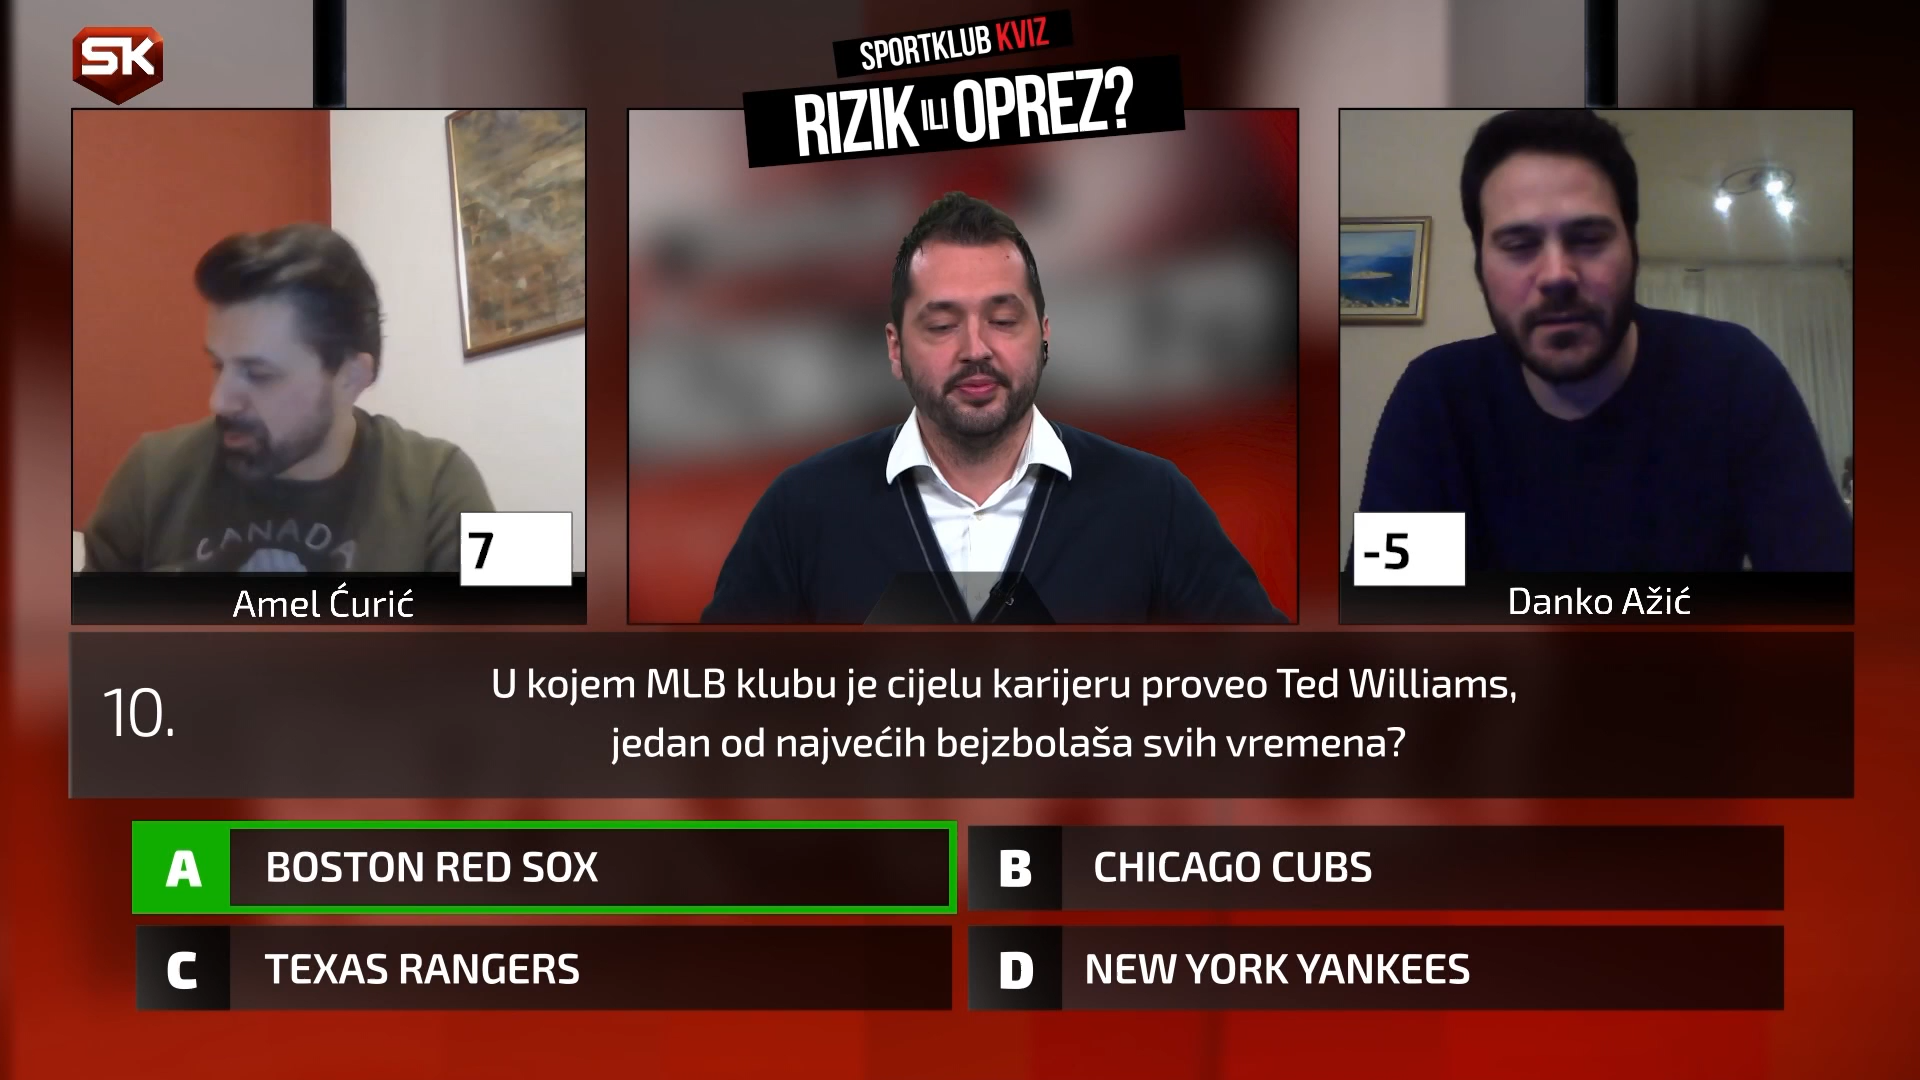 SK
SPORTKLUB KVIZ
RIZIK ILI OPREZ?
CANADA
7
-5
Amel Ćurić
Danko Ažić
10.
U kojem MLB klubu je cijelu karijeru proveo Ted Williams,
jedan od najvećih bejzbolaša svih vremena?
A BOSTON RED SOX
B CHICAGO CUBS
C TEXAS RANGERS
D NEW YORK YANKEES